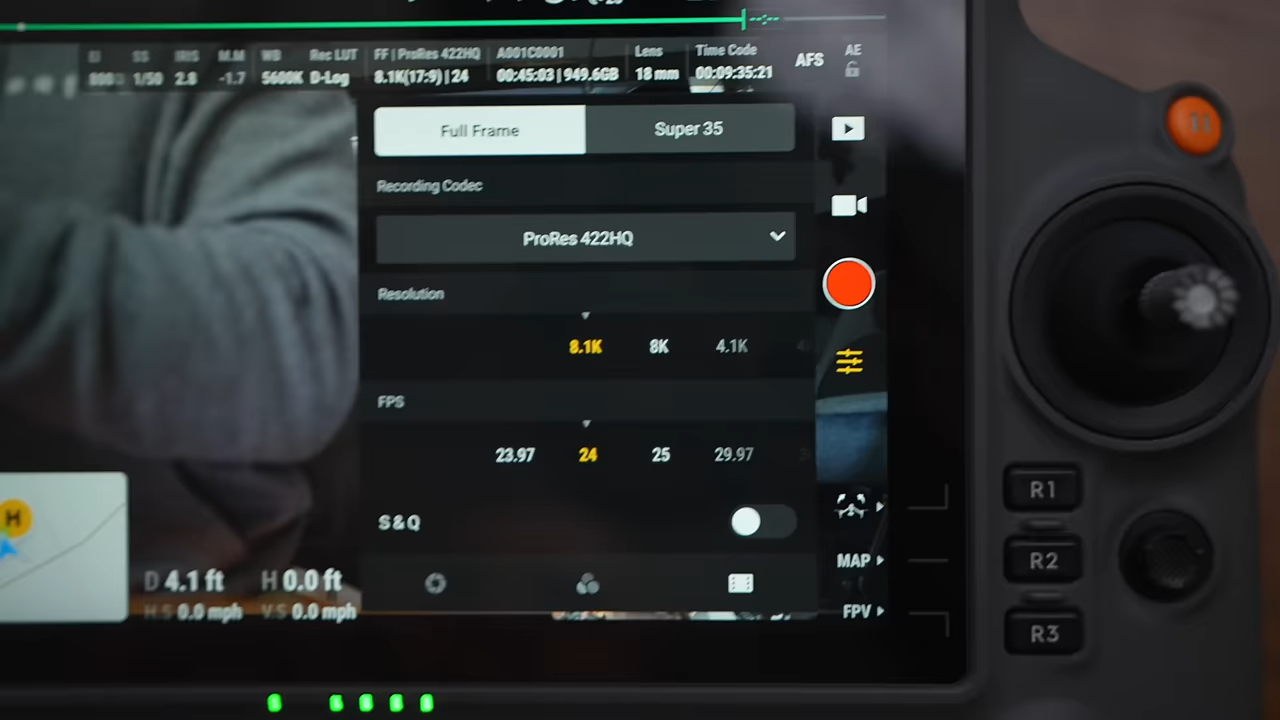 EI SS IRIS M.M WB Rec LUT FF | ProRes 422HQ A001C0001 Lens Time Code AFS AE
800 1/50 2.8 -1.7 5600K D-Log 8.1K(17:9) | 24 00:45:03 | 949.6GB 18 mm 00:09:35:21
Full Frame Super 35
Recording Codec
ProRes 422HQ
Resolution
8.1K 8K 4.1K
FPS
23.97 24 25 29.97
S&Q
H
D 4.1 ft H 0.0 ft
H.S 0.0 mph V.S 0.0 mph
MAP
FPV
R1
R2
R3